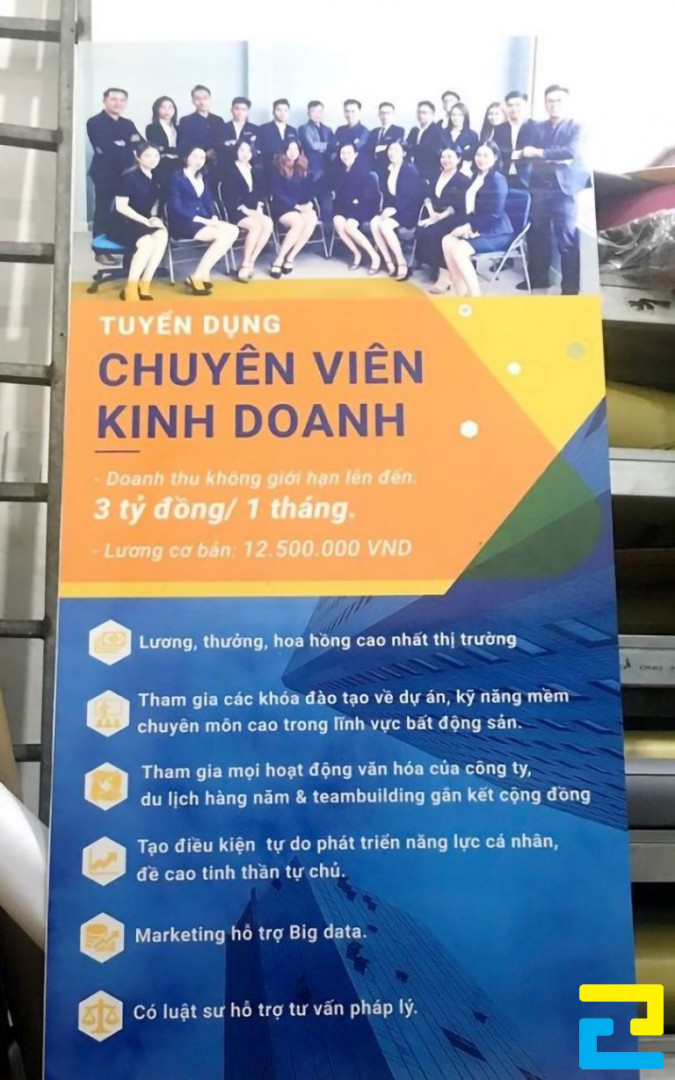 TUYỂN DỤNG
CHUYÊN VIÊN
KINH DOANH
- Doanh thu không giới hạn lên đến:
3 tỷ đồng/ 1 tháng.
- Lương cơ bản: 12.500.000 VND
Lương, thưởng, hoa hồng cao nhất thị trường
Tham gia các khóa đào tạo về dự án, kỹ năng mềm
chuyên môn cao trong lĩnh vực bất động sản.
Tham gia mọi hoạt động văn hóa của công ty,
du lịch hàng năm & teambuilding gắn kết cộng đồng
Tạo điều kiện tự do phát triển năng lực cá nhân,
đề cao tinh thần tự chủ.
Marketing hỗ trợ Big data.
Có luật sư hỗ trợ tư vấn pháp lý.